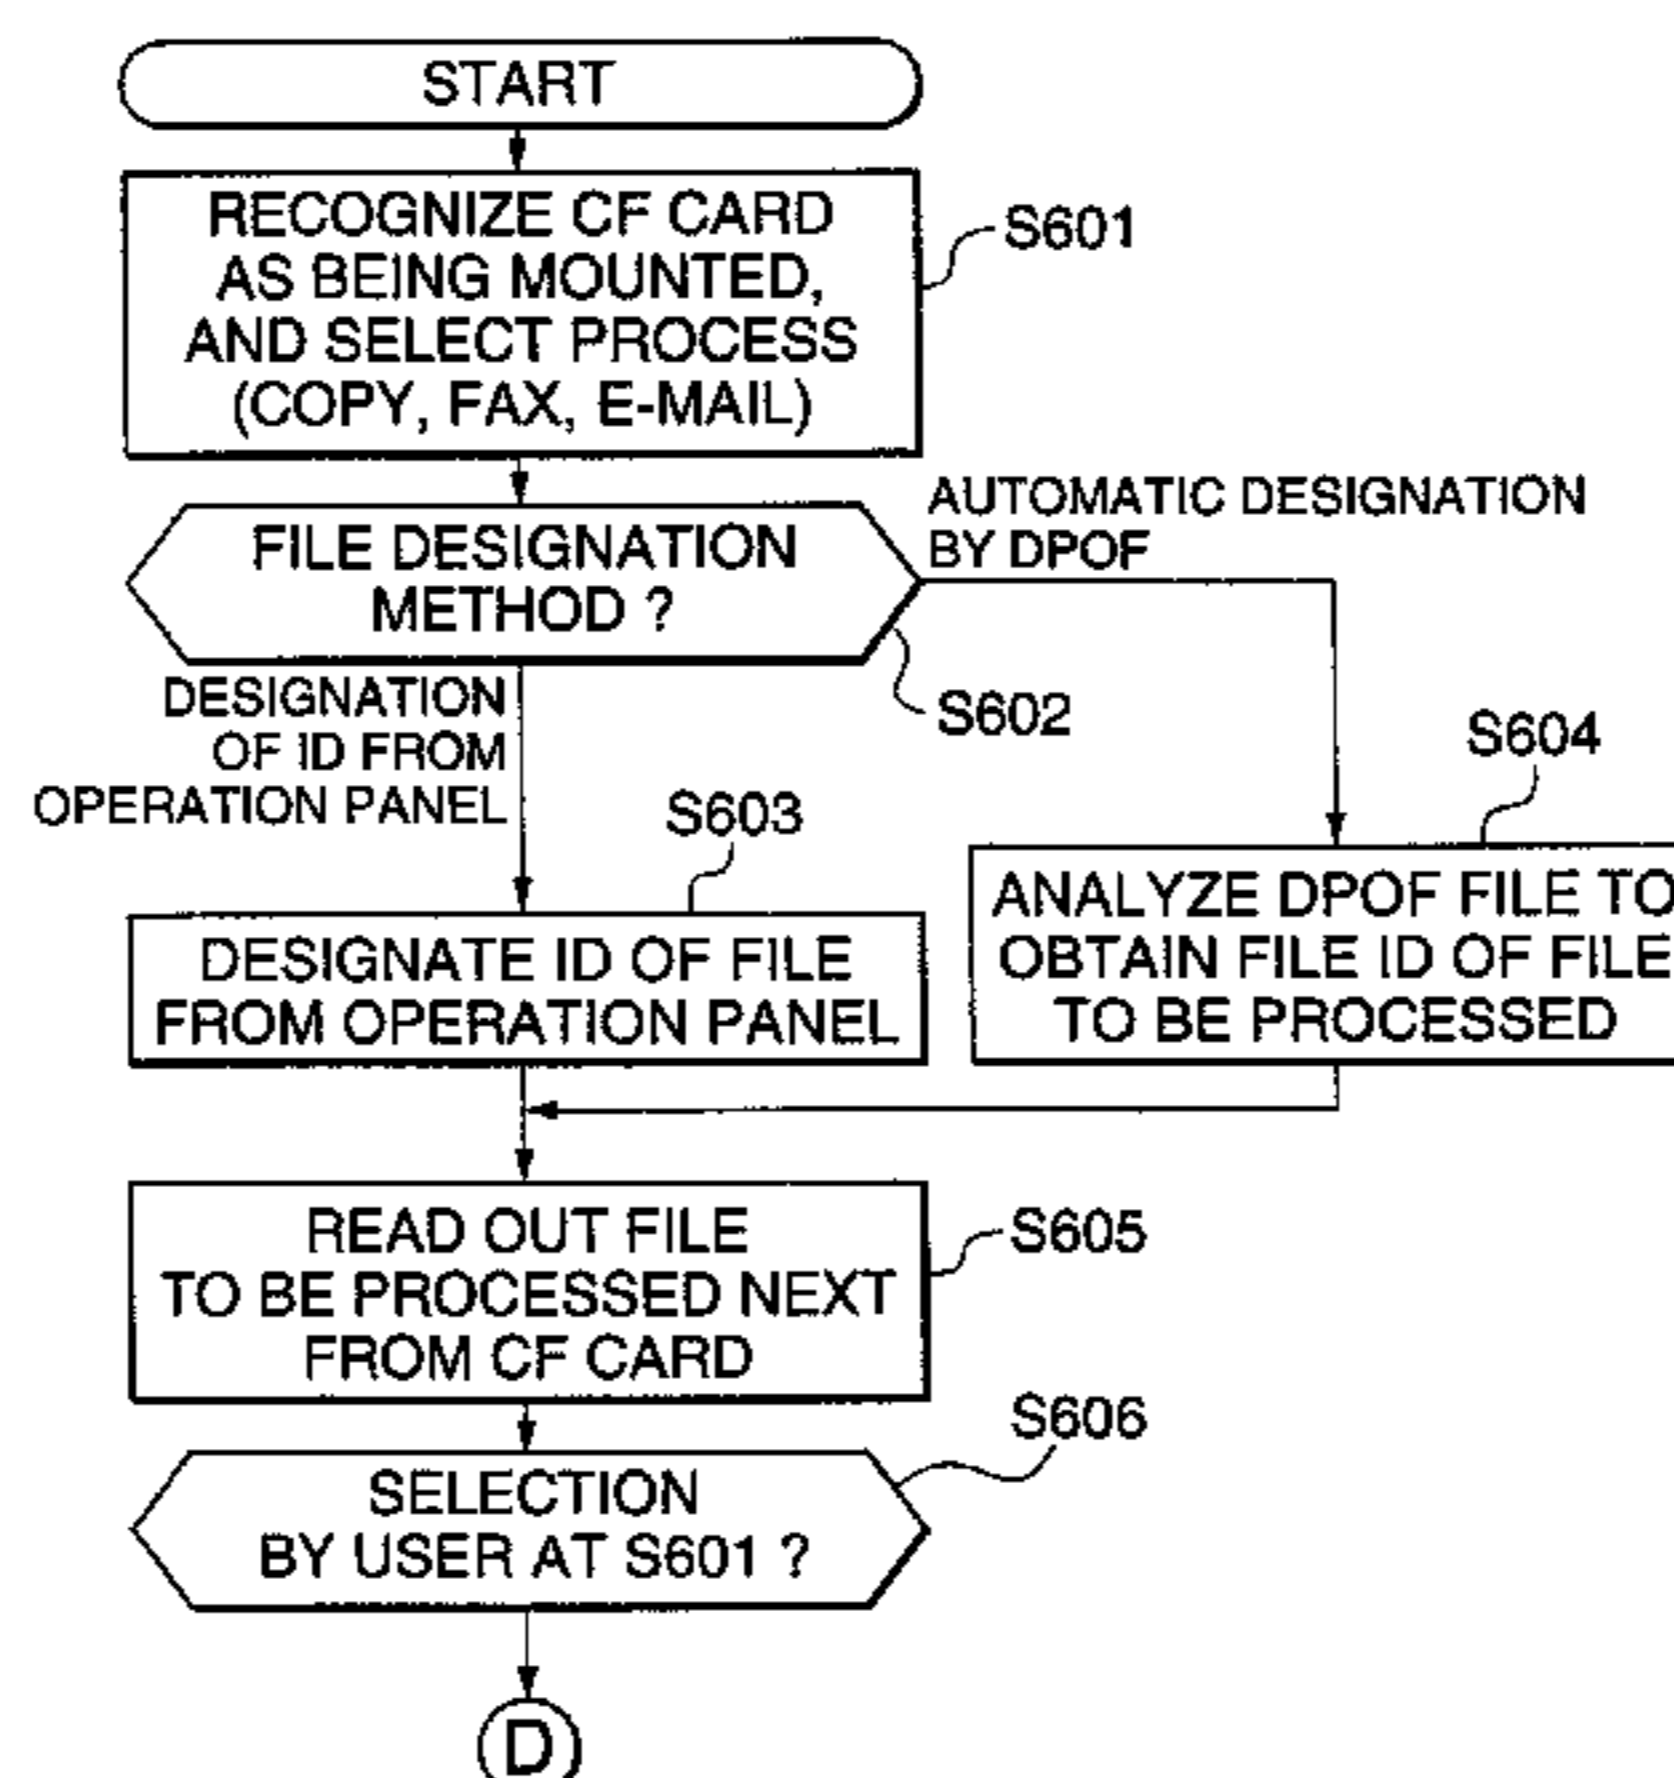 START
RECOGNIZE CF CARD
AS BEING MOUNTED,
AND SELECT PROCESS
(COPY, FAX, E-MAIL)
S601
FILE DESIGNATION
METHOD ?
AUTOMATIC DESIGNATION
BY DPOF
S602
DESIGNATION
OF ID FROM
OPERATION PANEL
S603
S604
DESIGNATE ID OF FILE
FROM OPERATION PANEL
ANALYZE DPOF FILE TO
OBTAIN FILE ID OF FILE
TO BE PROCESSED
READ OUT FILE
TO BE PROCESSED NEXT
FROM CF CARD
S605
S606
SELECTION
BY USER AT S601 ?
D